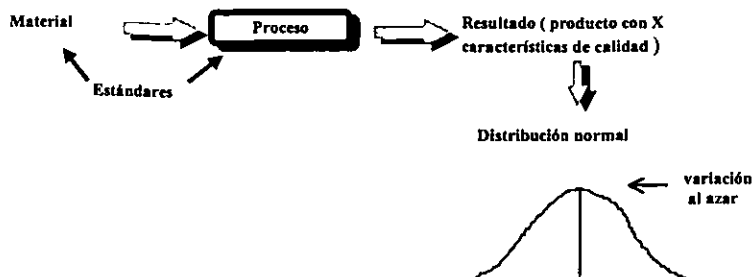 Material
Proceso
Resultado ( producto con X
características de calidad )
Estándares
Distribución normal
variación
al azar